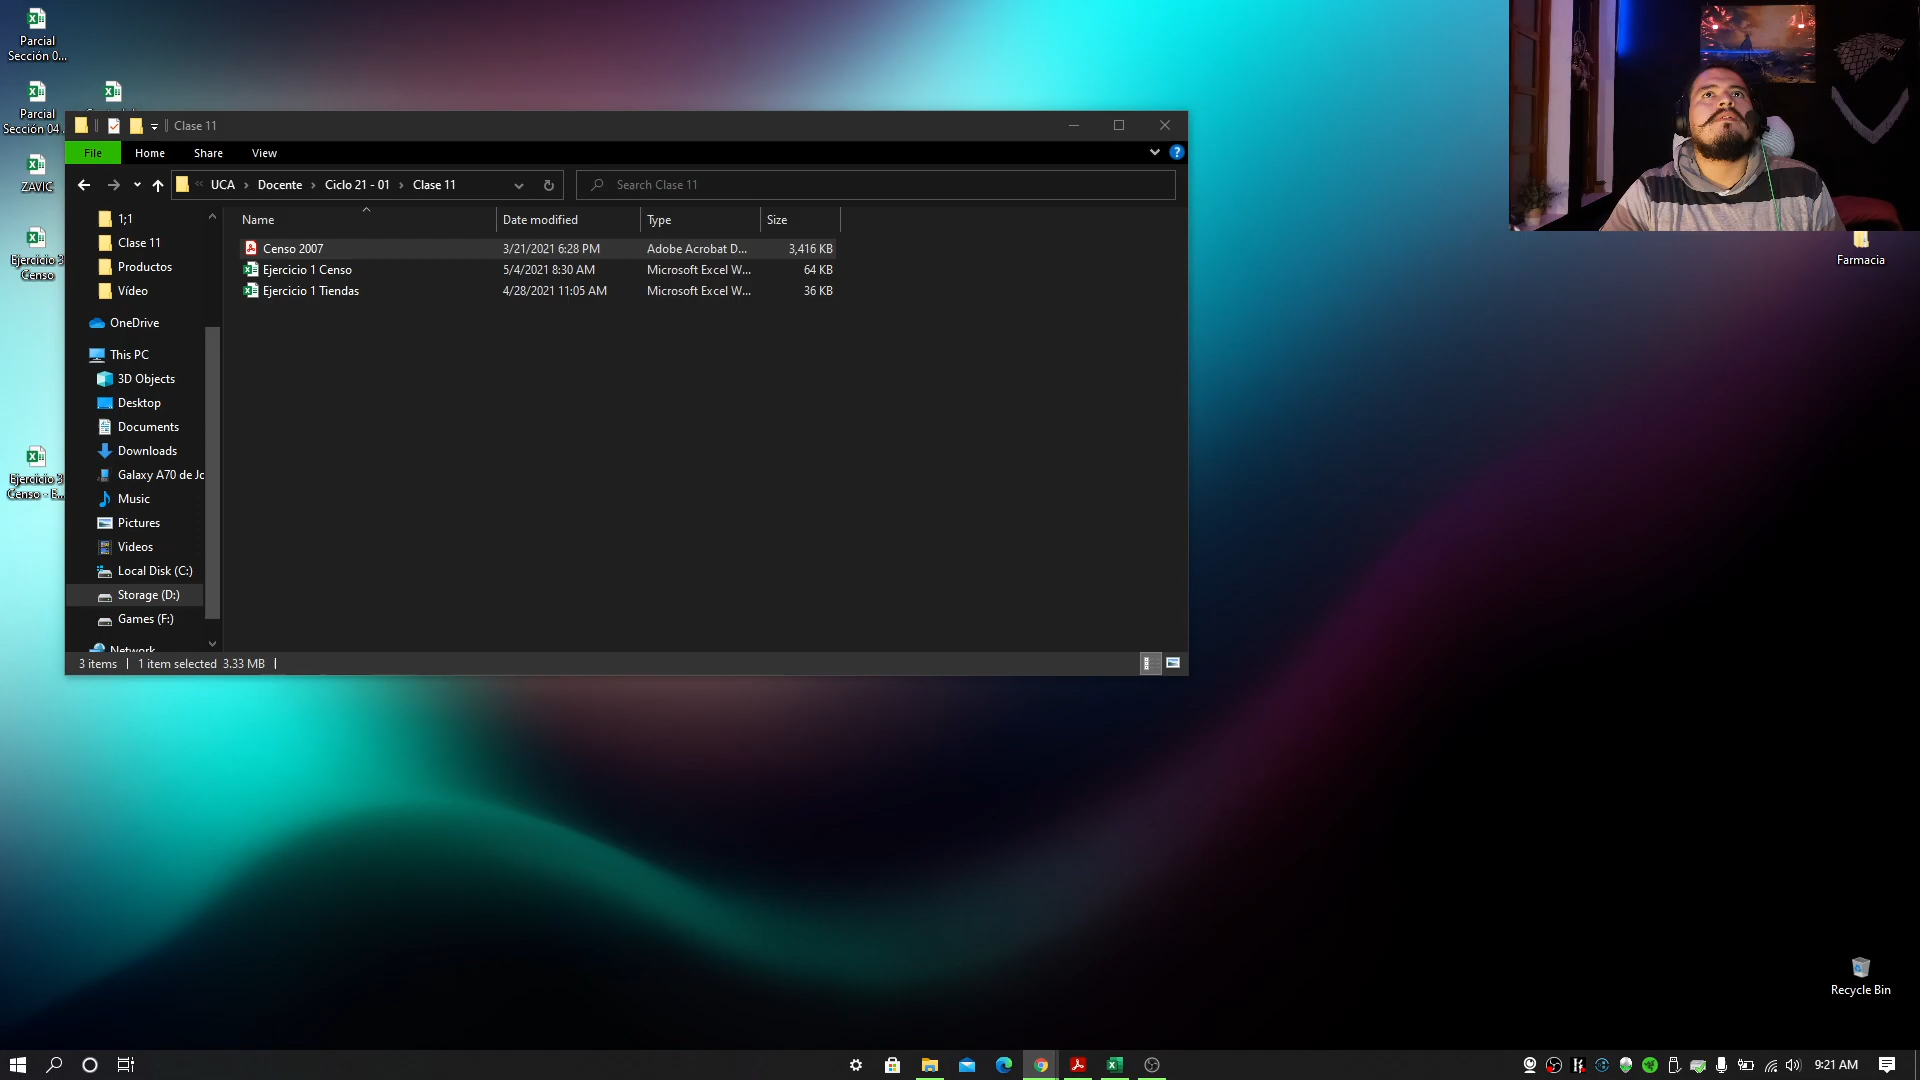 Parcial
Sección 0...
Parcial
Sección 04
ZAVIC
Ejercicio 3
Censo
Ejercicio 3
Censo - E...
Clase 11
File
Home
Share
View
UCA
Docente
Ciclo 21 - 01
Clase 11
Search Clase 11
Name
Date modified
Type
Size
Censo 2007
3/21/2021 6:28 PM
Adobe Acrobat D...
3,416 KB
Ejercicio 1 Censo
5/4/2021 8:30 AM
Microsoft Excel W...
64 KB
Ejercicio 1 Tiendas
4/28/2021 11:05 AM
Microsoft Excel W...
36 KB
1;1
Clase 11
Productos
Vídeo
OneDrive
This PC
3D Objects
Desktop
Documents
Downloads
Galaxy A70 de Jc
Music
Pictures
Videos
Local Disk (C:)
Storage (D:)
Games (F:)
Network
3 items
1 item selected 3.33 MB
Farmacia
Recycle Bin
9:21 AM